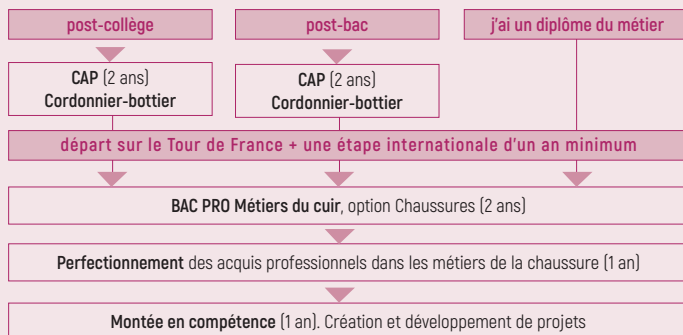 post-collège
post-bac
j'ai un diplôme du métier
CAP (2 ans)
Cordonnier-bottier
CAP (2 ans)
Cordonnier-bottier
départ sur le Tour de France + une étape internationale d'un an minimum
BAC PRO Métiers du cuir, option Chaussures (2 ans)
Perfectionnement des acquis professionnels dans les métiers de la chaussure (1 an)
Montée en compétence (1 an). Création et développement de projets